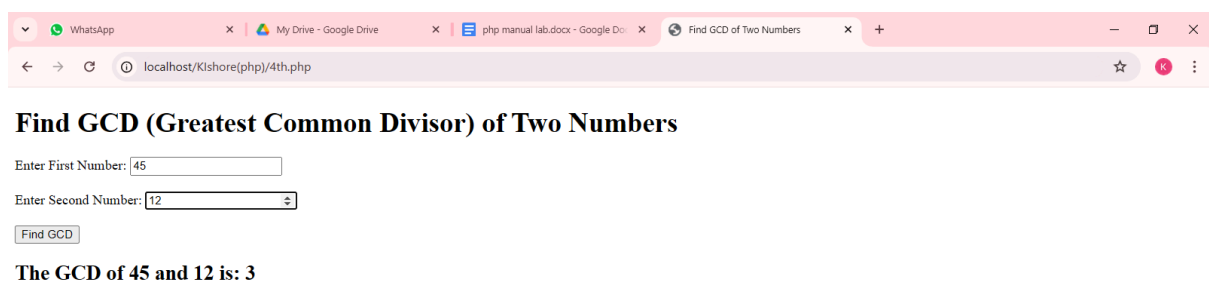 WhatsApp
My Drive - Google Drive
php manual lab.docx - Google Do
Find GCD of Two Numbers
localhost/KIshore(php)/4th.php
K
Find GCD (Greatest Common Divisor) of Two Numbers
Enter First Number: 45
Enter Second Number: 12
Find GCD
The GCD of 45 and 12 is: 3